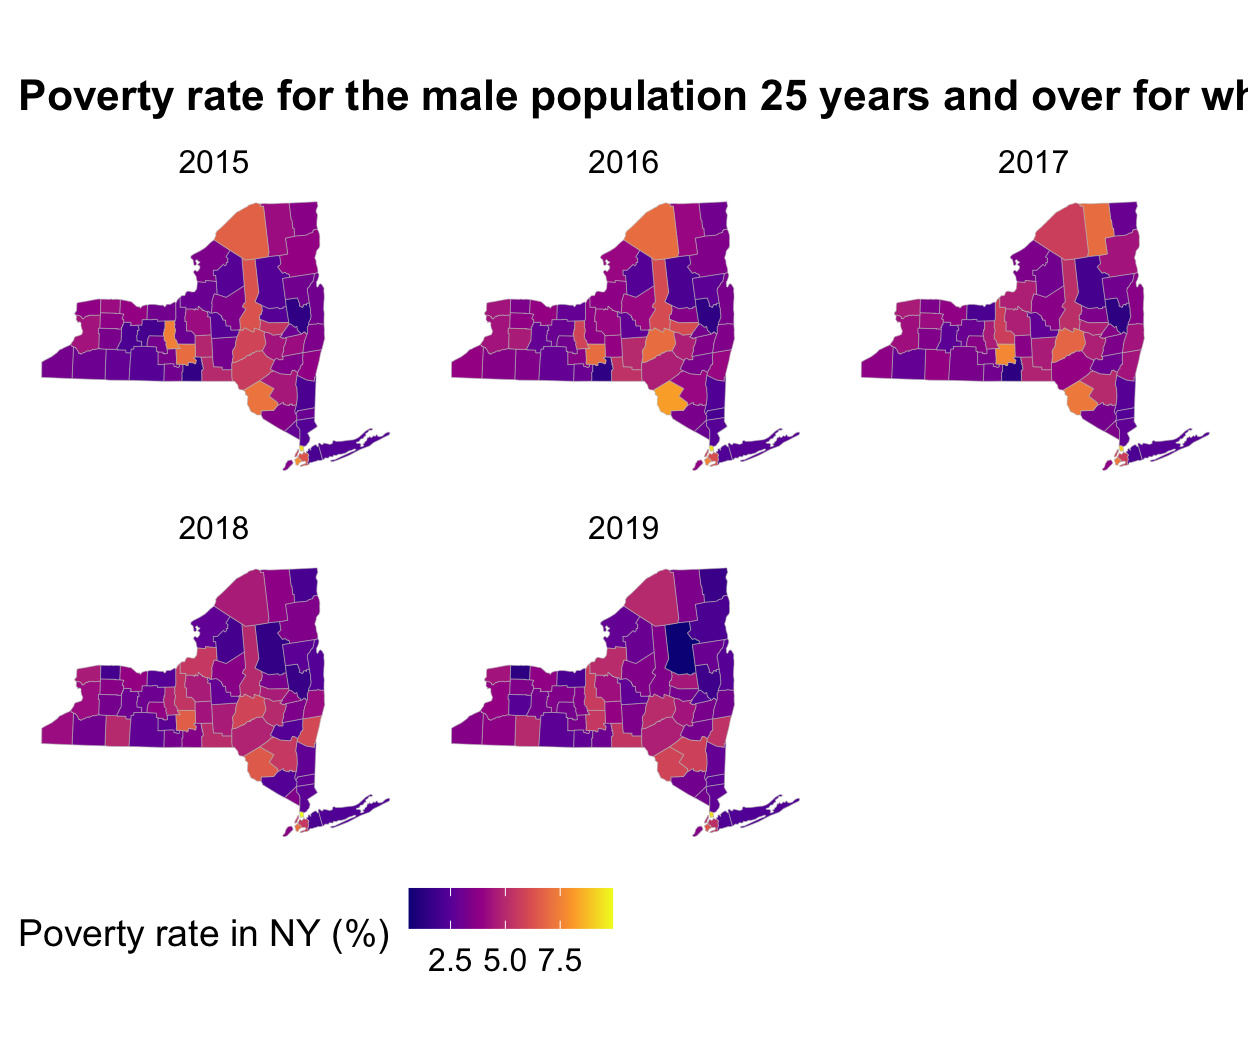 Poverty rate for the male population 25 years and over for wh
2015 2016 2017
2018 2019
Poverty rate in NY (%)
2.5 5.0 7.5